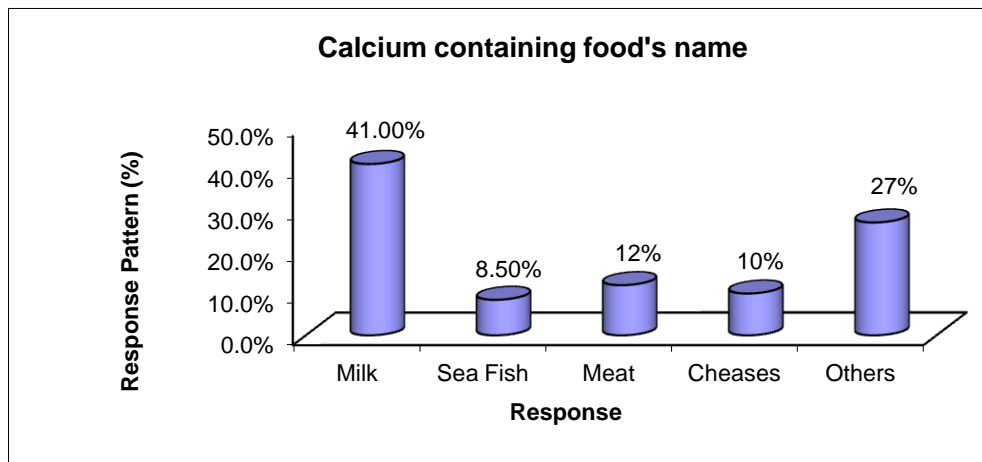 Calcium containing food's name
Response Pattern (%)
50.0%
40.0%
30.0%
20.0%
10.0%
0.0%
41.00%
8.50%
12%
10%
27%
Milk
Sea Fish
Meat
Cheases
Others
Response